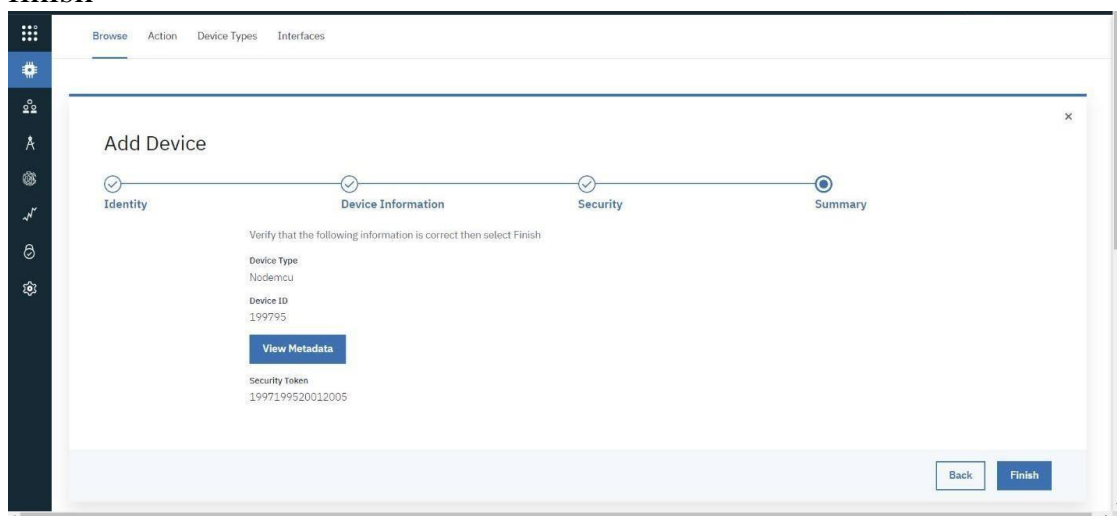 finish
Browse Action Device Types Interfaces
×
Add Device
Identity Device Information Security Summary
Verify that the following information is correct then select Finish
Device Type
Nodemcu
Device ID
199795
View Metadata
Security Token
1997199520012005
Back Finish